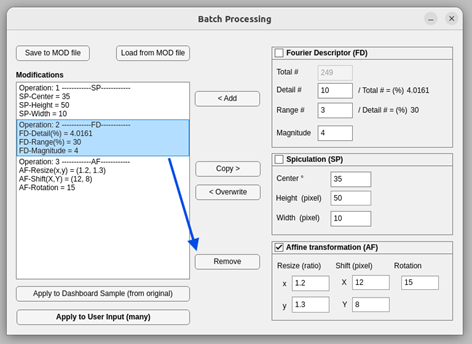 Batch Processing
Save to MOD file
Load from MOD file
Modifications
Operation: 1 ------------SP------------
SP-Center = 35
SP-Height = 50
SP-Width = 10
Operation: 2 ------------FD------------
FD-Detail(%) = 4.0161
FD-Range(%) = 30
FD-Magnitude = 4
Operation: 3 ------------AF------------
AF-Resize(x,y) = (1.2, 1.3)
AF-Shift(X,Y) = (12, 8)
AF-Rotation = 15
Apply to Dashboard Sample (from original)
Apply to User Input (many)
< Add
Copy >
< Overwrite
Remove
Fourier Descriptor (FD)
Total # 249
Detail # 10 / Total # = (%) 4.0161
Range # 3 / Detail # = (%) 30
Magnitude 4
Spiculation (SP)
Center ° 35
Height (pixel) 50
Width (pixel) 10
Affine transformation (AF)
Resize (ratio) Shift (pixel) Rotation
x 1.2 X 12 15
y 1.3 Y 8